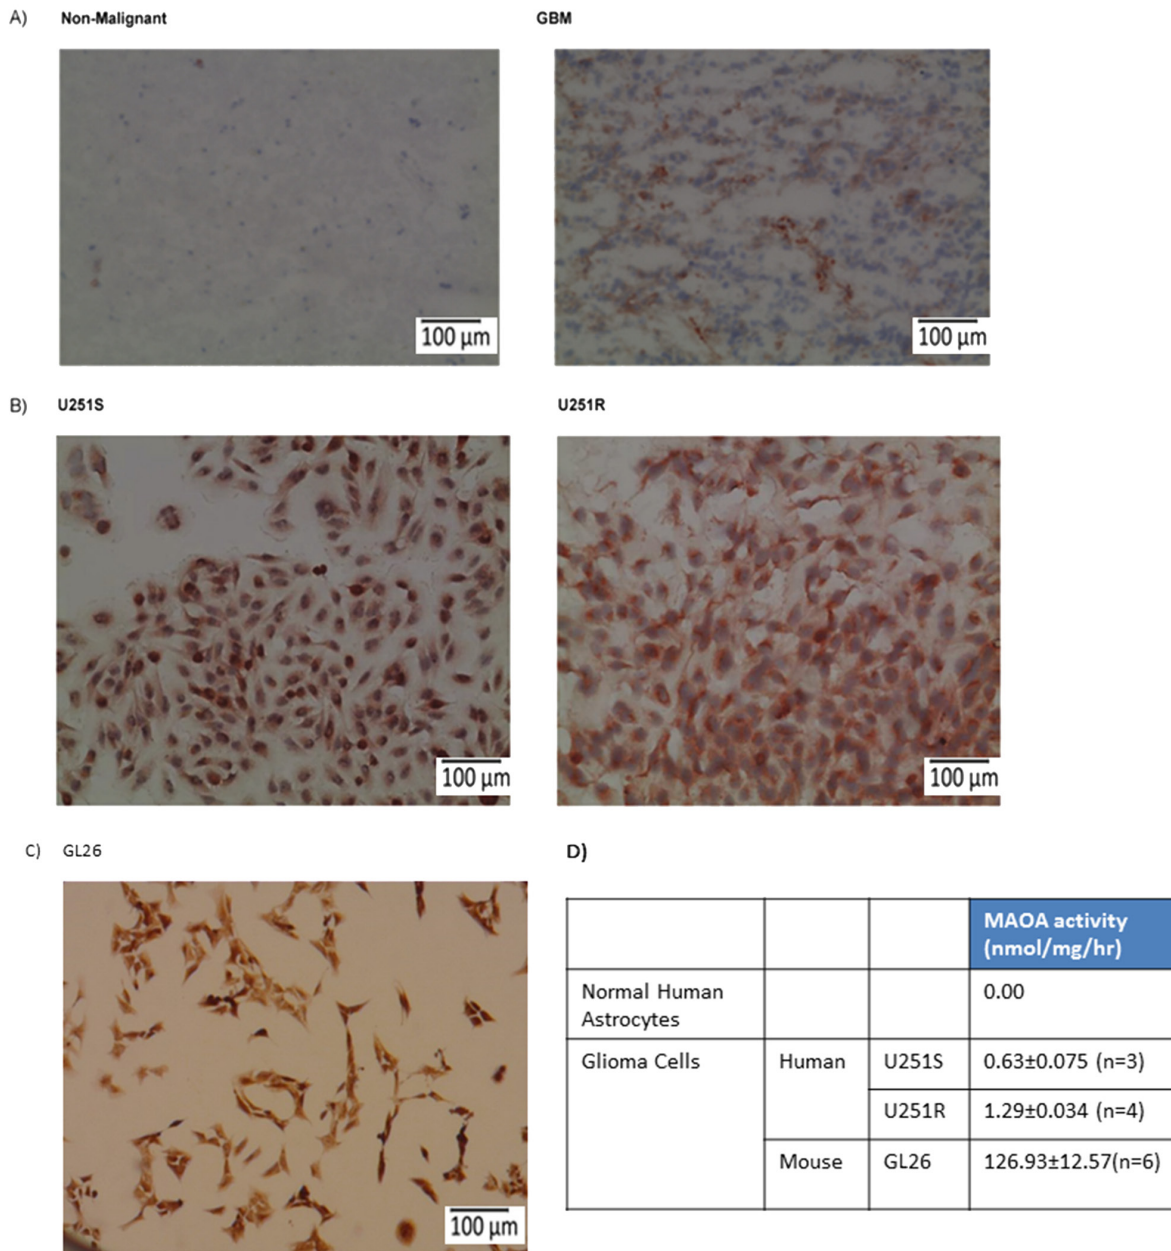 A) Non-Malignant GBM
100 µm 100 µm
B) U251S U251R
100 µm 100 µm
C) GL26
100 µm
D)
MAOA activity
(nmol/mg/hr)
Normal Human
Astrocytes
0.00
Glioma Cells Human U251S 0.63±0.075 (n=3)
U251R 1.29±0.034 (n=4)
Mouse GL26 126.93±12.57(n=6)